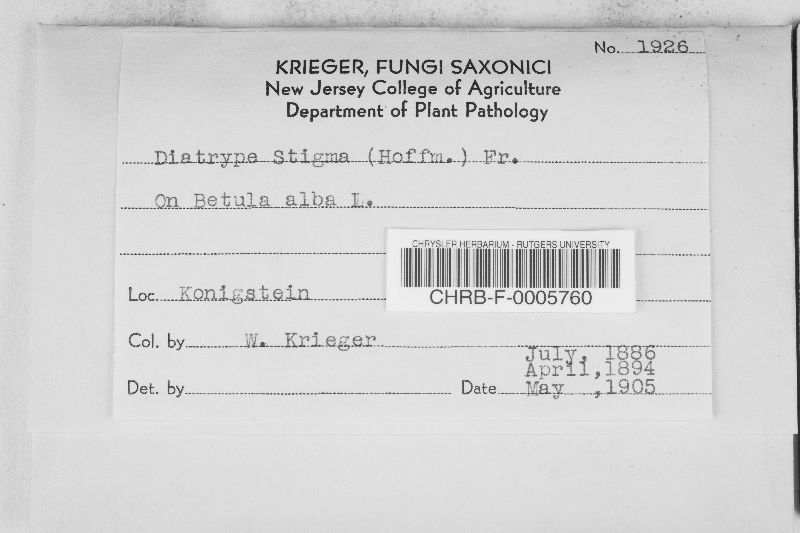 No. 1926
KRIEGER, FUNGI SAXONICI
New Jersey College of Agriculture
Department of Plant Pathology
Diatrype Stigma (Hoffm.) Fr.
On Betula alba L.
CHRYSLER HERBARIUM - RUTGERS UNIVERSITY
CHRB-F-0005760
Loc. Konigstein
Col. by W. Krieger
July, 1886
April, 1894
Det. by Date May , 1905